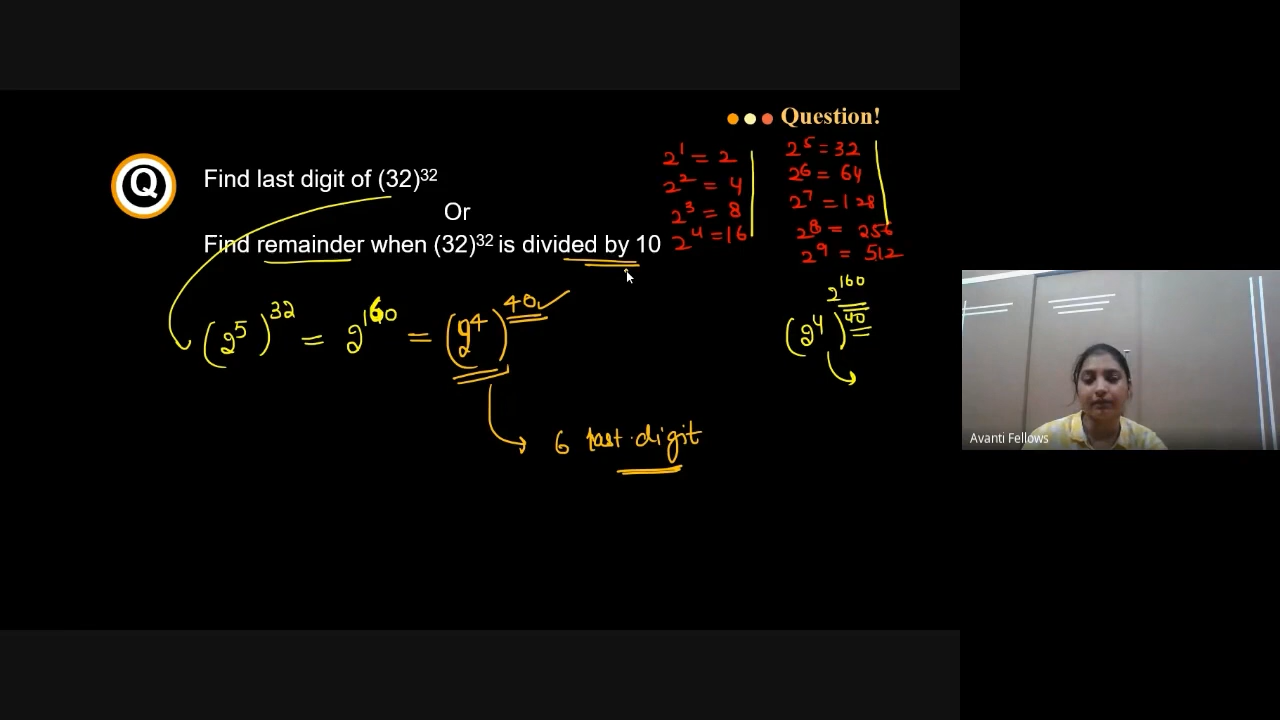 Question!
Q
Find last digit of (32)³²
Or
Find remainder when (32)³² is divided by 10
2¹ = 2
2² = 4
2³ = 8
2⁴ = 16
2⁵ = 32
2⁶ = 64
2⁷ = 128
2⁸ = 256
2⁹ = 512
(2⁵)³² = 2¹⁶⁰ = (2⁴)⁴⁰
6 last digit
2¹⁶⁰
(2⁴)⁴⁰
Avanti Fellows